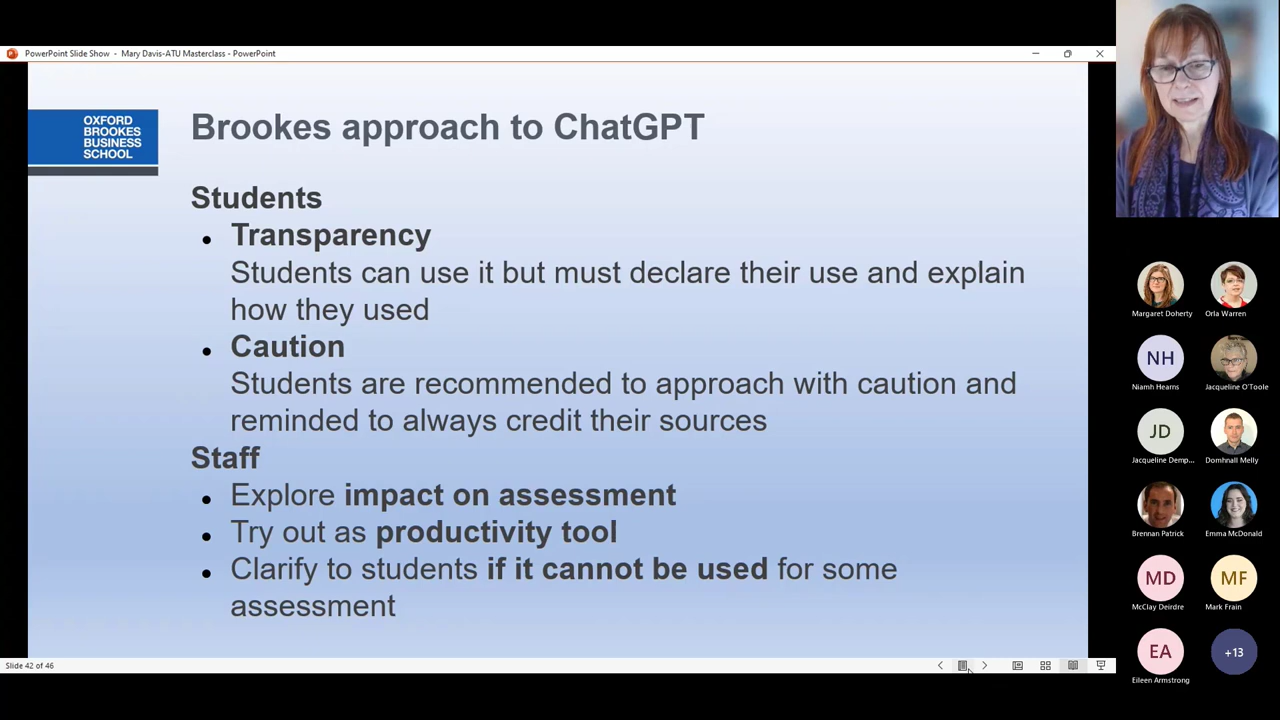 PowerPoint Slide Show - Mary Davis-ATU Masterclass - PowerPoint
OXFORD
BROOKES
BUSINESS
SCHOOL
Brookes approach to ChatGPT
Students
Transparency
Students can use it but must declare their use and explain
how they used
Caution
Students are recommended to approach with caution and
reminded to always credit their sources
Staff
Explore impact on assessment
Try out as productivity tool
Clarify to students if it cannot be used for some
assessment
Slide 42 of 46
Margaret Doherty
Orla Warren
NH
Niamh Hearns
Jacqueline O'Toole
JD
Jacqueline Demp...
Domhnall Melly
Brennan Patrick
Emma McDonald
MD
McClay Deirdre
MF
Mark Frain
EA
Eileen Armstrong
+13